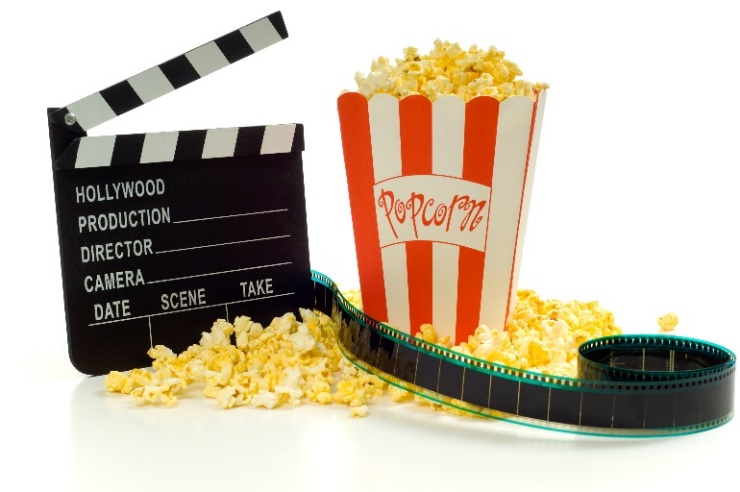 HOLLYWOOD
PRODUCTION
DIRECTOR
CAMERA
DATE SCENE TAKE
Popcorn